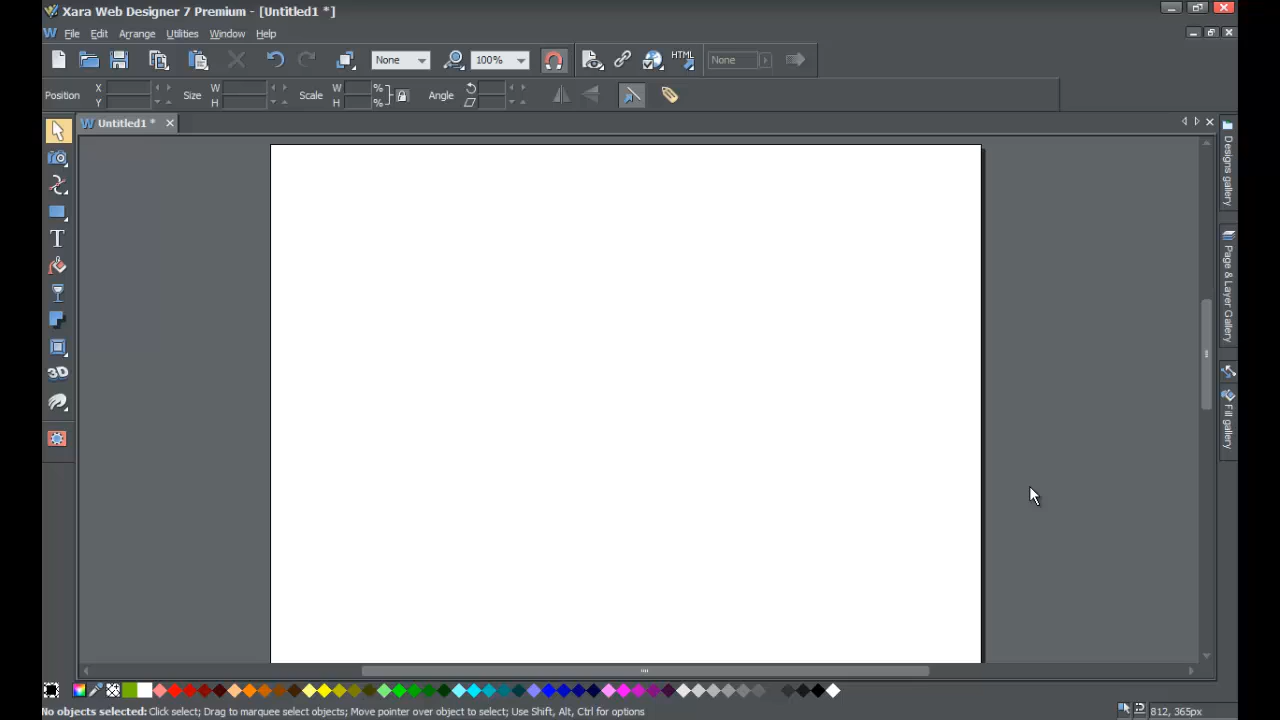 Xara Web Designer 7 Premium - [Untitled1 *]
File Edit Arrange Utilities Window Help
None 100% HTML None
Position X Y Size W H Scale W H % % Angle
Untitled1 *
T
3D
Designs gallery
Page & Layer Gallery
Fill gallery
No objects selected: Click select; Drag to marquee select objects; Move pointer over object to select; Use Shift, Alt, Ctrl for options 812, 365px